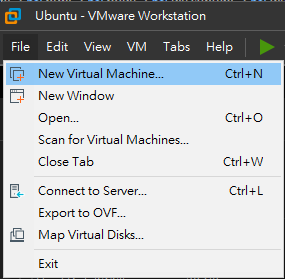 Ubuntu - VMware Workstation
File Edit View VM Tabs Help
New Virtual Machine... Ctrl+N
New Window
Open... Ctrl+O
Scan for Virtual Machines...
Close Tab Ctrl+W
Connect to Server... Ctrl+L
Export to OVF...
Map Virtual Disks...
Exit